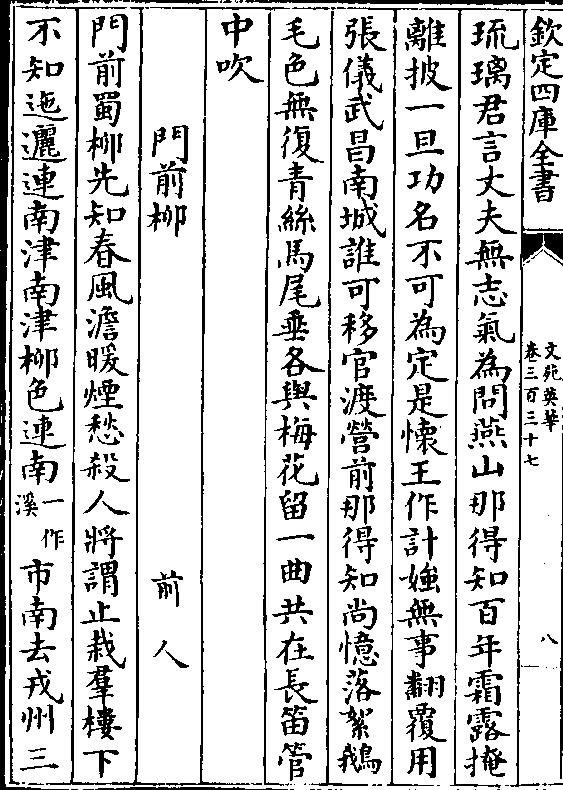 欽定四庫全書
文苑英華
卷三百三十七
八
琉璃君言丈夫無志氣為問燕山那得知百年霜露掩
離披一旦功名不可為定是懷王作計㛐無事翻覆用
張儀武昌南城誰可移官渡營前那得知尚憶落絮鵝
毛色無復青絲馬尾垂各與梅花留一曲共在長笛管
中吹
門前柳
前人
門前蜀柳先知春風澹暖煙愁殺人將謂止栽羣樓下
不知迤邐連南津南津柳色連南一作溪市南去戎州三